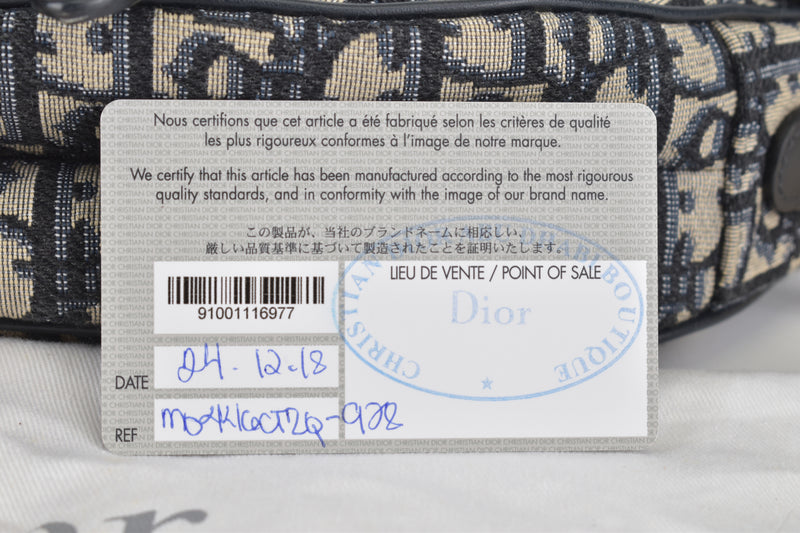 Nous certifions que cet article a été fabriqué selon les critères de qualité
les plus rigoureux conformes à l'image de notre marque.
We certify that this article has been manufactured according to the most rigourous
quality standards, and in conformity with the image of our brand name.
この製品が、当社のブランドネームに相応しい、
厳しい品質基準に基づいて製造されたことを証明いたします。
LIEU DE VENTE / POINT OF SALE
CHRISTIAN BOUTIQUE
Dior
91001116977
DATE 24.12.18
REF